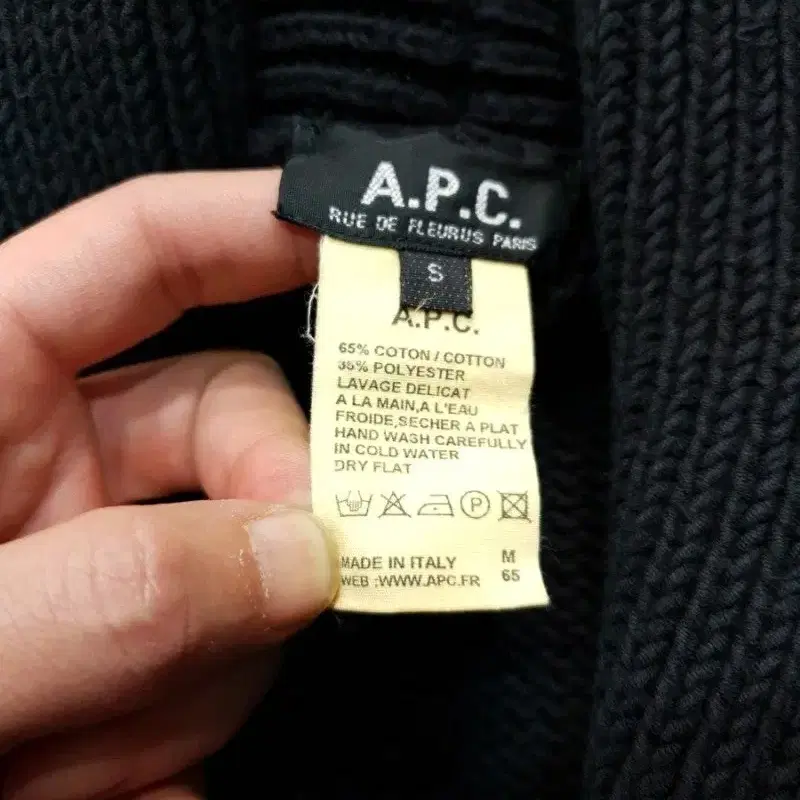 A.P.C.
RUE DE FLEURUS PARIS
S
A.P.C.
65% COTON / COTTON
35% POLYESTER
LAVAGE DELICAT
A LA MAIN,A L'EAU
FROIDE,SECHER A PLAT
HAND WASH CAREFULLY
IN COLD WATER
DRY FLAT
P
MADE IN ITALY M
WEB :WWW.APC.FR 65